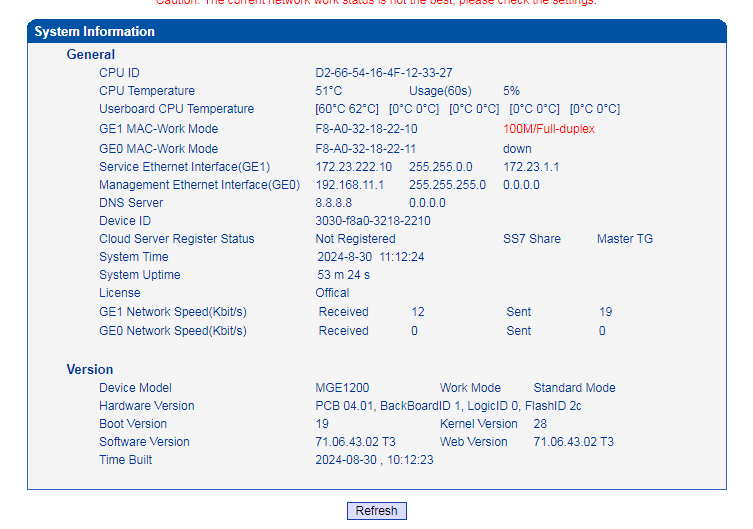 Caution: The current network work status is not the best, please check the settings.
System Information
General
CPU ID D2-66-54-16-4F-12-33-27
CPU Temperature 51°C Usage(60s) 5%
Userboard CPU Temperature [60°C 62°C] [0°C 0°C] [0°C 0°C] [0°C 0°C] [0°C 0°C]
GE1 MAC-Work Mode F8-A0-32-18-22-10 100M/Full-duplex
GE0 MAC-Work Mode F8-A0-32-18-22-11 down
Service Ethernet Interface(GE1) 172.23.222.10 255.255.0.0 172.23.1.1
Management Ethernet Interface(GE0) 192.168.11.1 255.255.255.0 0.0.0.0
DNS Server 8.8.8.8 0.0.0.0
Device ID 3030-f8a0-3218-2210
Cloud Server Register Status Not Registered SS7 Share Master TG
System Time 2024-8-30 11:12:24
System Uptime 53 m 24 s
License Offical
GE1 Network Speed(Kbit/s) Received 12 Sent 19
GE0 Network Speed(Kbit/s) Received 0 Sent 0
Version
Device Model MGE1200 Work Mode Standard Mode
Hardware Version PCB 04.01, BackBoardID 1, LogicID 0, FlashID 2c
Boot Version 19 Kernel Version 28
Software Version 71.06.43.02 T3 Web Version 71.06.43.02 T3
Time Built 2024-08-30 , 10:12:23
Refresh